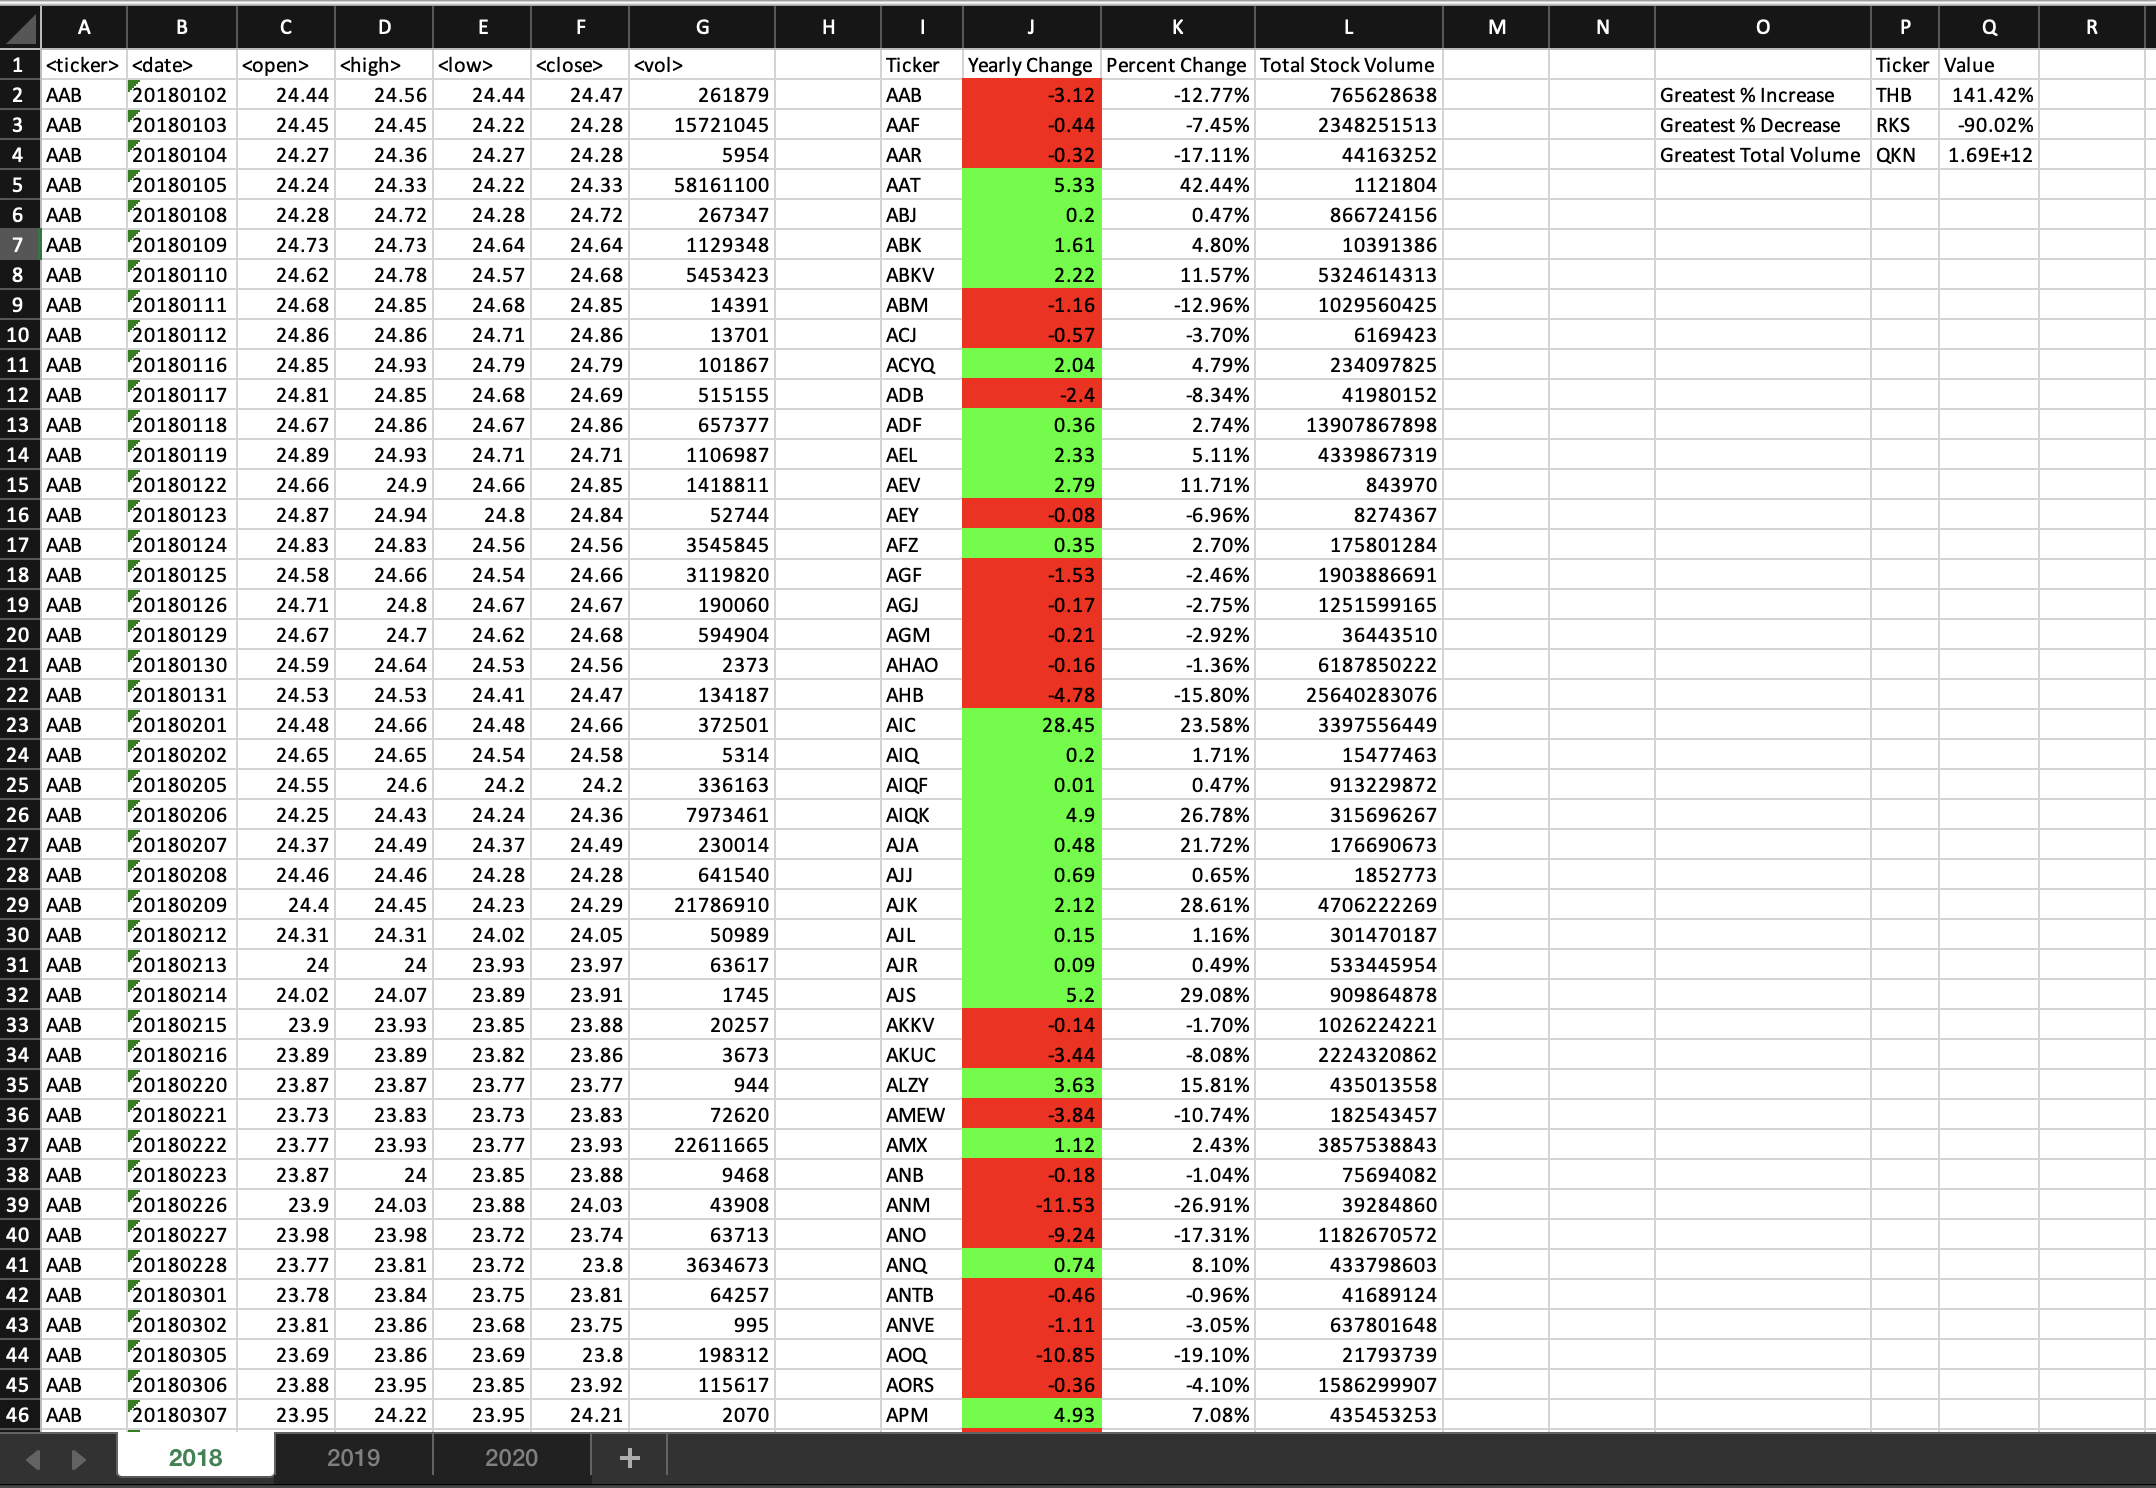 A B C D E F G H I J K L M N O P Q R
1 <ticker> <date> <open> <high> <low> <close> <vol> Ticker Yearly Change Percent Change Total Stock Volume Ticker Value
2 AAB 20180102 24.44 24.56 24.44 24.47 261879 AAB -3.12 -12.77% 765628638 Greatest % Increase THB 141.42%
3 AAB 20180103 24.45 24.45 24.22 24.28 15721045 AAF -0.44 -7.45% 2348251513 Greatest % Decrease RKS -90.02%
4 AAB 20180104 24.27 24.36 24.27 24.28 5954 AAR -0.32 -17.11% 44163252 Greatest Total Volume QKN 1.69E+12
5 AAB 20180105 24.24 24.33 24.22 24.33 58161100 AAT 5.33 42.44% 1121804
6 AAB 20180108 24.28 24.72 24.28 24.72 267347 ABJ 0.2 0.47% 866724156
7 AAB 20180109 24.73 24.73 24.64 24.64 1129348 ABK 1.61 4.80% 10391386
8 AAB 20180110 24.62 24.78 24.57 24.68 5453423 ABKV 2.22 11.57% 5324614313
9 AAB 20180111 24.68 24.85 24.68 24.85 14391 ABM -1.16 -12.96% 1029560425
10 AAB 20180112 24.86 24.86 24.71 24.86 13701 ACJ -0.57 -3.70% 6169423
11 AAB 20180116 24.85 24.93 24.79 24.79 101867 ACYQ 2.04 4.79% 234097825
12 AAB 20180117 24.81 24.85 24.68 24.69 515155 ADB -2.4 -8.34% 41980152
13 AAB 20180118 24.67 24.86 24.67 24.86 657377 ADF 0.36 2.74% 13907867898
14 AAB 20180119 24.89 24.93 24.71 24.71 1106987 AEL 2.33 5.11% 4339867319
15 AAB 20180122 24.66 24.9 24.66 24.85 1418811 AEV 2.79 11.71% 843970
16 AAB 20180123 24.87 24.94 24.8 24.84 52744 AEY -0.08 -6.96% 8274367
17 AAB 20180124 24.83 24.83 24.56 24.56 3545845 AFZ 0.35 2.70% 175801284
18 AAB 20180125 24.58 24.66 24.54 24.66 3119820 AGF -1.53 -2.46% 1903886691
19 AAB 20180126 24.71 24.8 24.67 24.67 190060 AGJ -0.17 -2.75% 1251599165
20 AAB 20180129 24.67 24.7 24.62 24.68 594904 AGM -0.21 -2.92% 36443510
21 AAB 20180130 24.59 24.64 24.53 24.56 2373 AHAO -0.16 -1.36% 6187850222
22 AAB 20180131 24.53 24.53 24.41 24.47 134187 AHB -4.78 -15.80% 25640283076
23 AAB 20180201 24.48 24.66 24.48 24.66 372501 AIC 28.45 23.58% 3397556449
24 AAB 20180202 24.65 24.65 24.54 24.58 5314 AIQ 0.2 1.71% 15477463
25 AAB 20180205 24.55 24.6 24.2 24.2 336163 AIQF 0.01 0.47% 913229872
26 AAB 20180206 24.25 24.43 24.24 24.36 7973461 AIQK 4.9 26.78% 315696267
27 AAB 20180207 24.37 24.49 24.37 24.49 230014 AJA 0.48 21.72% 176690673
28 AAB 20180208 24.46 24.46 24.28 24.28 641540 AJJ 0.69 0.65% 1852773
29 AAB 20180209 24.4 24.45 24.23 24.29 21786910 AJK 2.12 28.61% 4706222269
30 AAB 20180212 24.31 24.31 24.02 24.05 50989 AJL 0.15 1.16% 301470187
31 AAB 20180213 24 24 23.93 23.97 63617 AJR 0.09 0.49% 533445954
32 AAB 20180214 24.02 24.07 23.89 23.91 1745 AJS 5.2 29.08% 909864878
33 AAB 20180215 23.9 23.93 23.85 23.88 20257 AKKV -0.14 -1.70% 1026224221
34 AAB 20180216 23.89 23.89 23.82 23.86 3673 AKUC -3.44 -8.08% 2224320862
35 AAB 20180220 23.87 23.87 23.77 23.77 944 ALZY 3.63 15.81% 435013558
36 AAB 20180221 23.73 23.83 23.73 23.83 72620 AMEW -3.84 -10.74% 182543457
37 AAB 20180222 23.77 23.93 23.77 23.93 22611665 AMX 1.12 2.43% 3857538843
38 AAB 20180223 23.87 24 23.85 23.88 9468 ANB -0.18 -1.04% 75694082
39 AAB 20180226 23.9 24.03 23.88 24.03 43908 ANM -11.53 -26.91% 39284860
40 AAB 20180227 23.98 23.98 23.72 23.74 63713 ANO -9.24 -17.31% 1182670572
41 AAB 20180228 23.77 23.81 23.72 23.8 3634673 ANQ 0.74 8.10% 433798603
42 AAB 20180301 23.78 23.84 23.75 23.81 64257 ANTB -0.46 -0.96% 41689124
43 AAB 20180302 23.81 23.86 23.68 23.75 995 ANVE -1.11 -3.05% 637801648
44 AAB 20180305 23.69 23.86 23.69 23.8 198312 AOQ -10.85 -19.10% 21793739
45 AAB 20180306 23.88 23.95 23.85 23.92 115617 AORS -0.36 -4.10% 1586299907
46 AAB 20180307 23.95 24.22 23.95 24.21 2070 APM 4.93 7.08% 435453253
2018 2019 2020 +